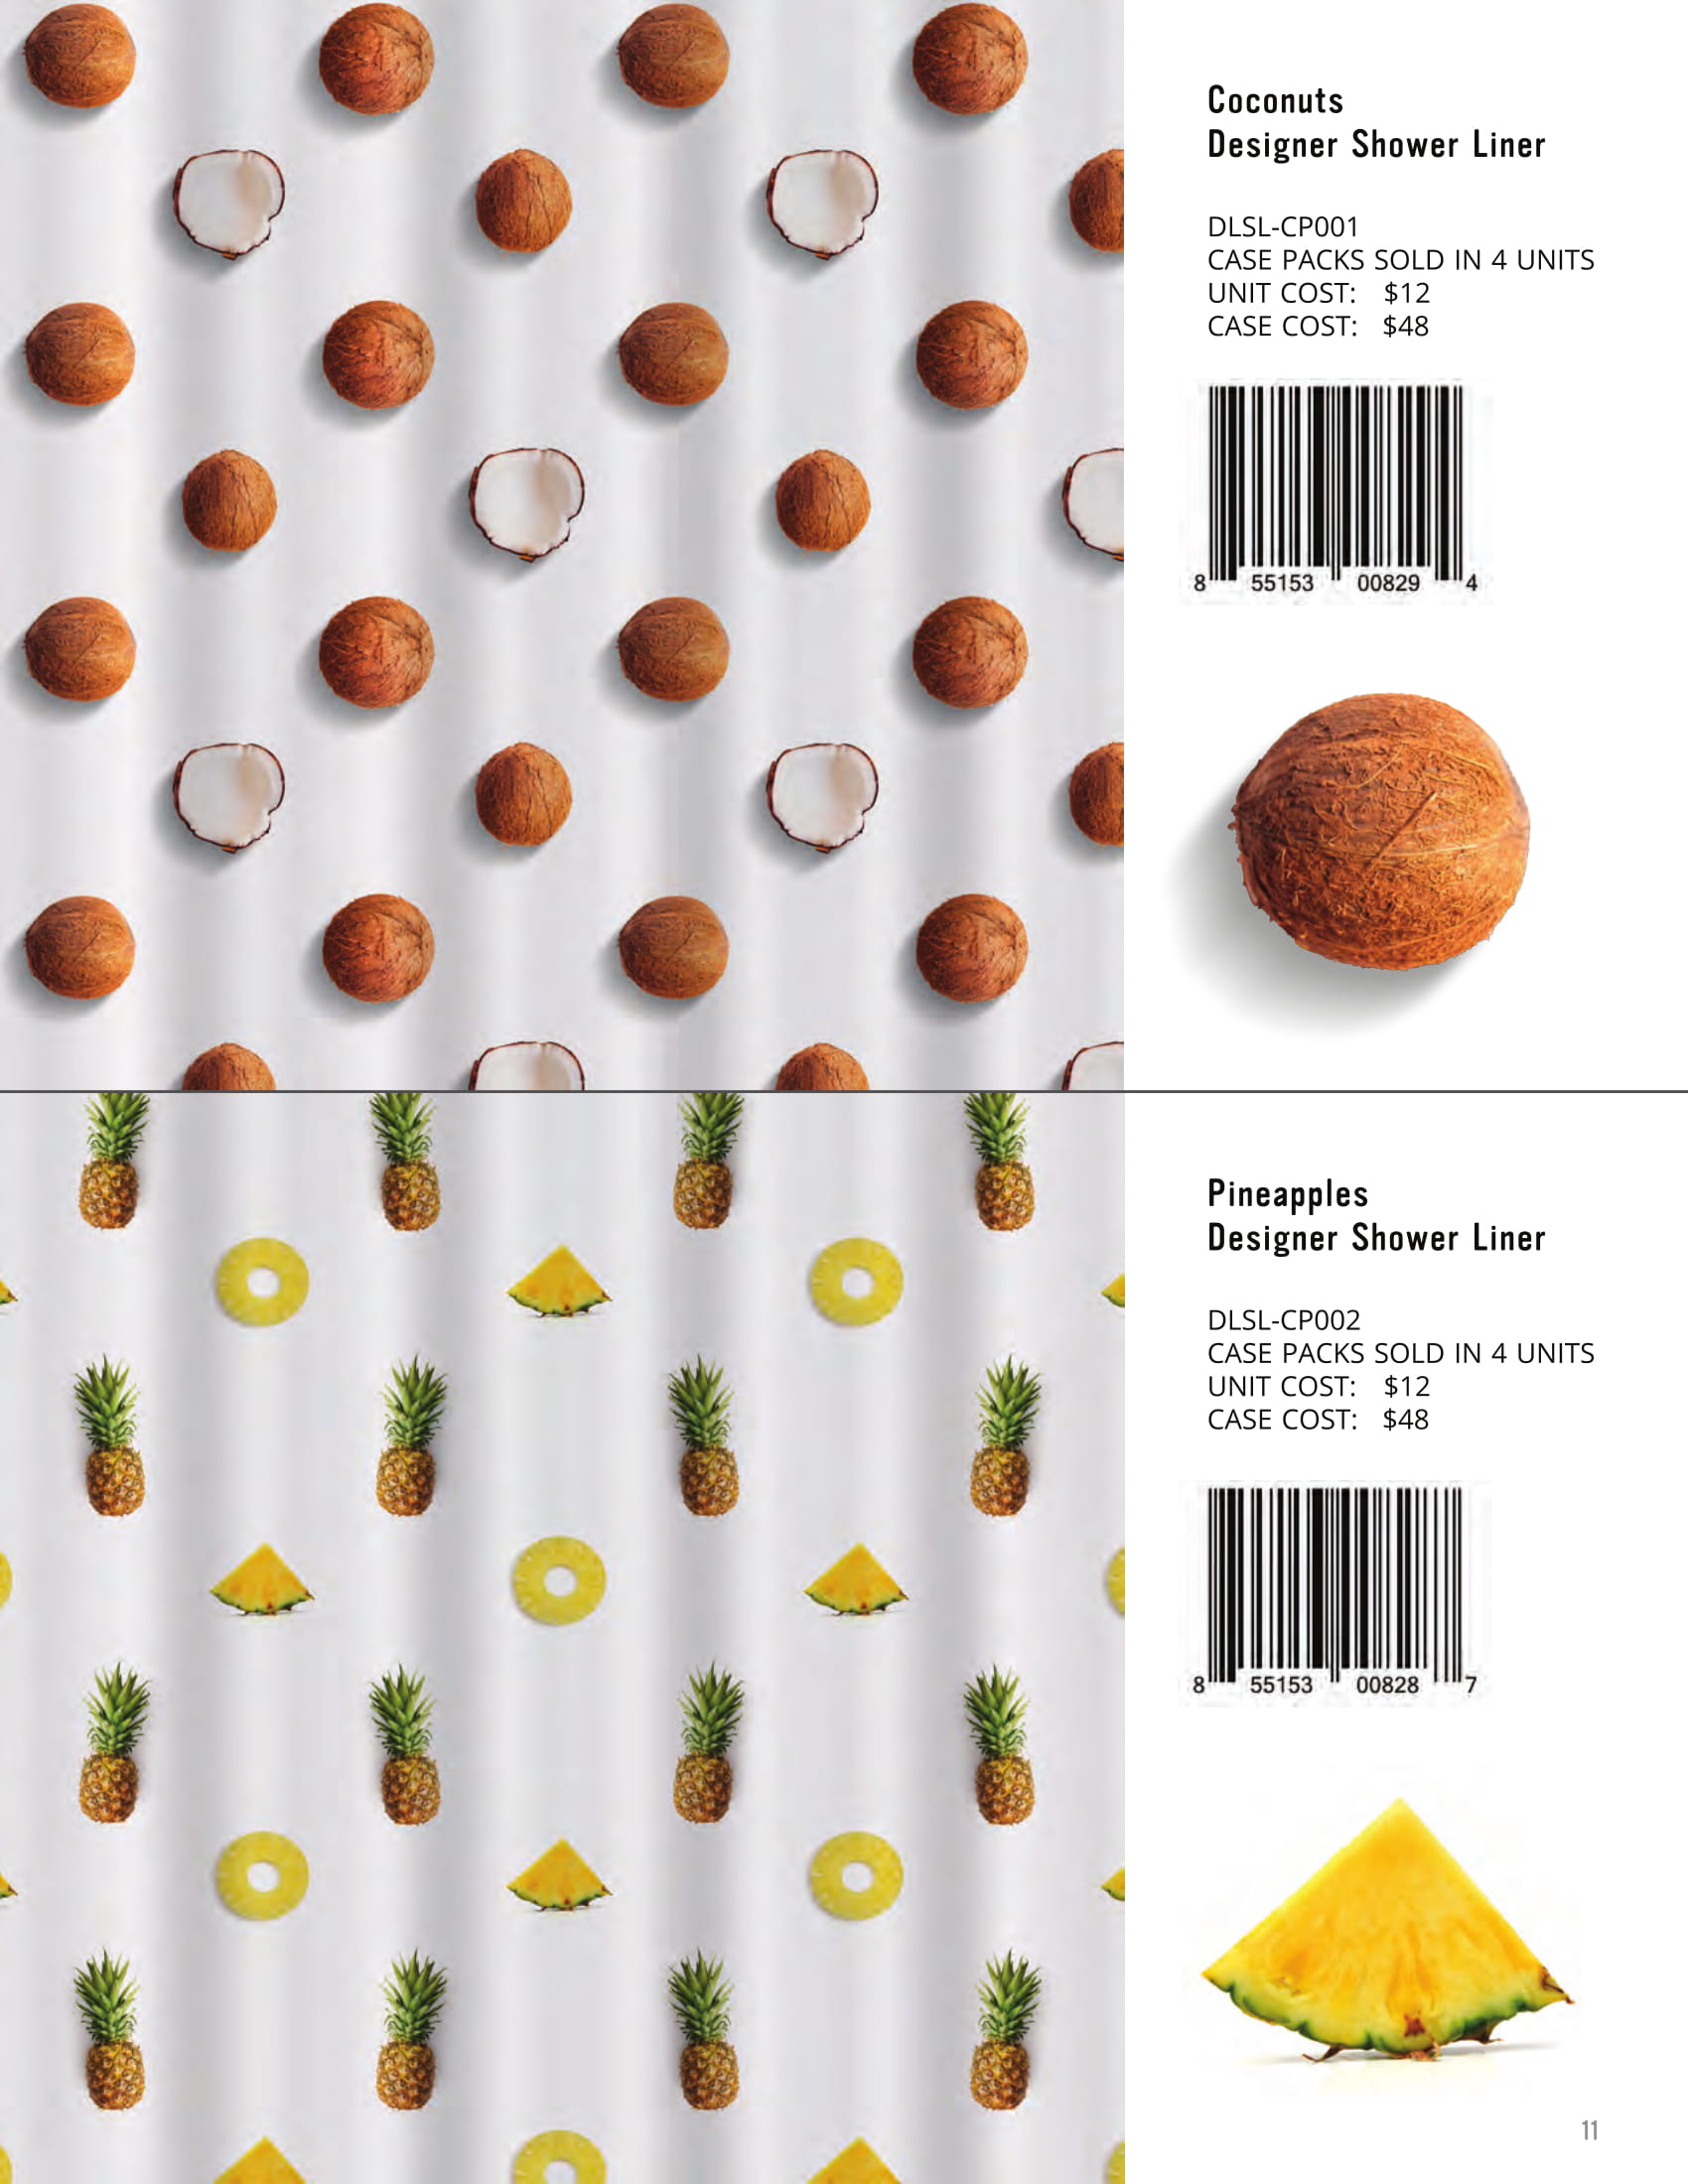 Coconuts
Designer Shower Liner
DLSL-CP001
CASE PACKS SOLD IN 4 UNITS
UNIT COST: $12
CASE COST: $48
8 55153 00829 4
Pineapples
Designer Shower Liner
DLSL-CP002
CASE PACKS SOLD IN 4 UNITS
UNIT COST: $12
CASE COST: $48
8 55153 00828 7
11